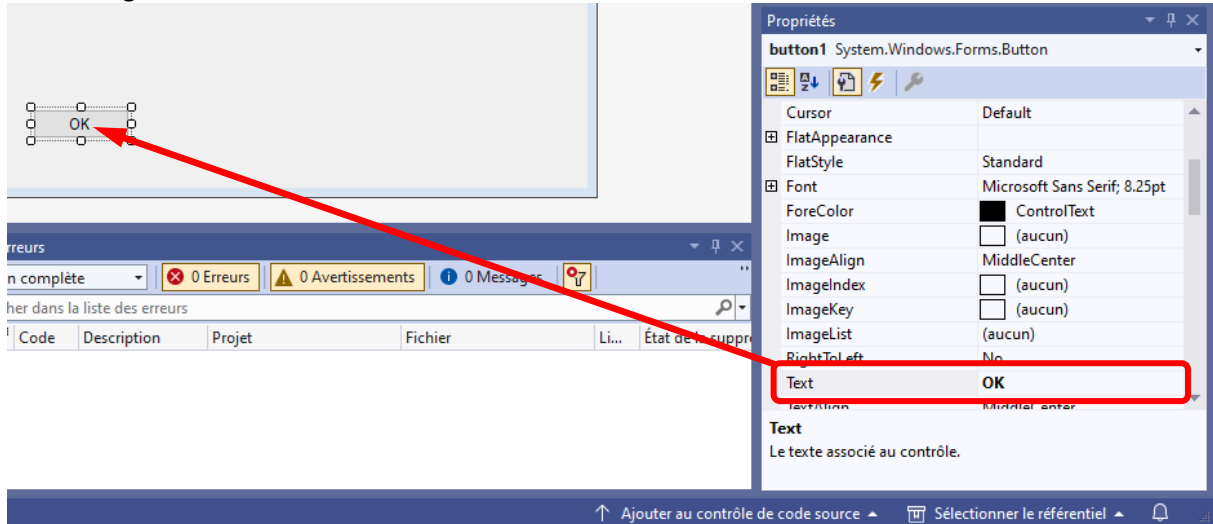 Propriétés
button1 System.Windows.Forms.Button
Cursor Default
FlatAppearance
FlatStyle Standard
Font Microsoft Sans Serif; 8.25pt
ForeColor ControlText
Image (aucun)
ImageAlign MiddleCenter
ImageIndex (aucun)
ImageKey (aucun)
ImageList (aucun)
RightToLeft No
Text OK
TextAlign MiddleCenter
Text
Le texte associé au contrôle.
OK
rreurs
n complète 0 Erreurs 0 Avertissements 0 Messages
her dans la liste des erreurs
Code Description Projet Fichier Li... État de la suppre
Ajouter au contrôle de code source Sélectionner le référentiel